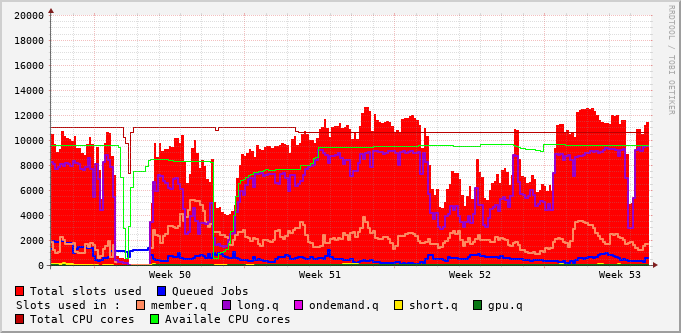 20000
18000
16000
14000
12000
10000
8000
6000
4000
2000
0
Week 50 Week 51 Week 52 Week 53
RRDTOOL / TOBI OETIKER
Total slots used Queued Jobs
Slots used in : member.q long.q ondemand.q short.q gpu.q
Total CPU cores Availale CPU cores